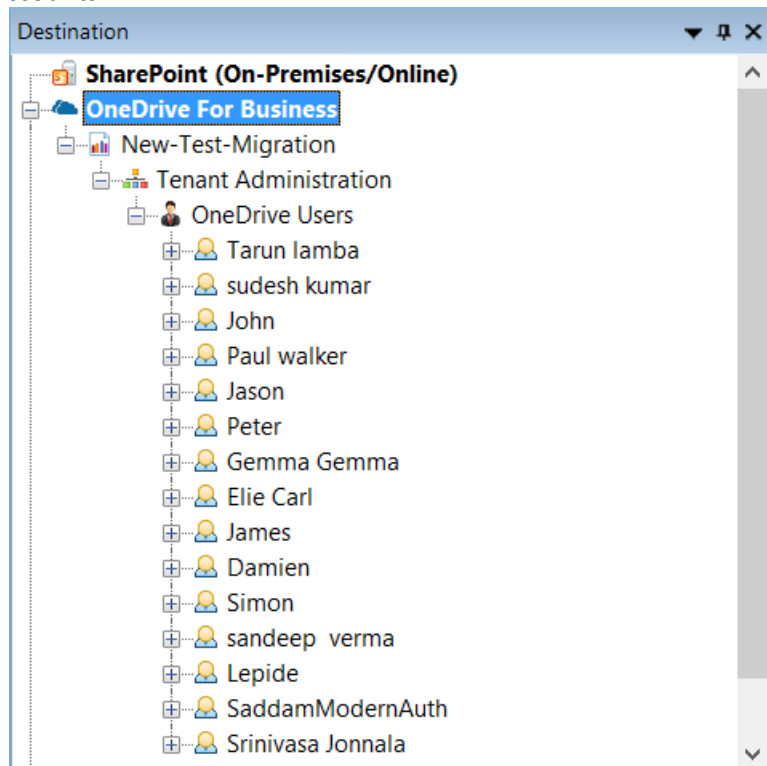 Destination
SharePoint (On-Premises/Online)
OneDrive For Business
New-Test-Migration
Tenant Administration
OneDrive Users
Tarun lamba
sudesh kumar
John
Paul walker
Jason
Peter
Gemma Gemma
Elie Carl
James
Damien
Simon
sandeep  verma
Lepide
SaddamModernAuth
Srinivasa Jonnala